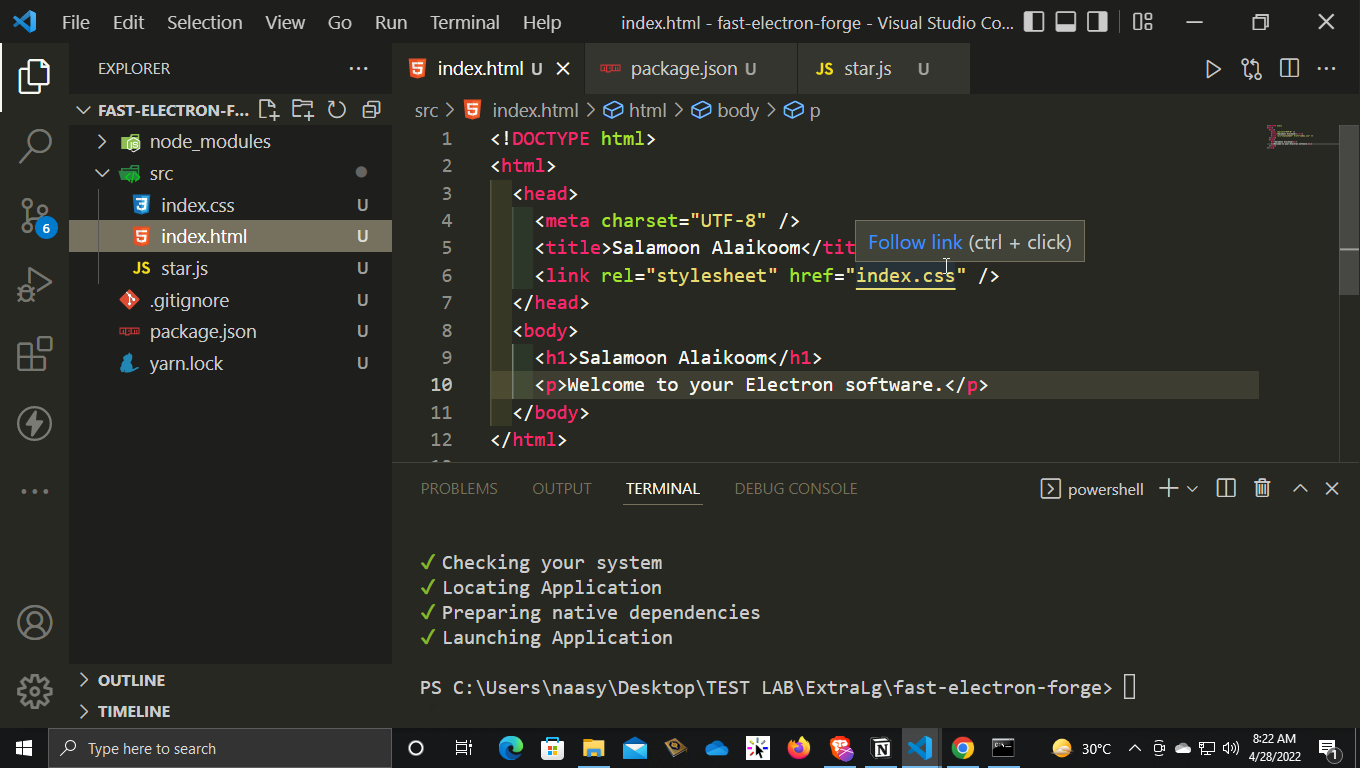 File Edit Selection View Go Run Terminal Help index.html - fast-electron-forge - Visual Studio Co...
EXPLORER
FAST-ELECTRON-F...
node_modules
src
index.css U
index.html U
JS star.js U
.gitignore U
package.json U
yarn.lock U
OUTLINE
TIMELINE
6
index.html U package.json U JS star.js U
src > index.html > html > body > p
1 <!DOCTYPE html>
2 <html>
3 <head>
4 <meta charset="UTF-8" />
5 <title>Salamoon Alaikoom</tit
Follow link (ctrl + click)
6 <link rel="stylesheet" href="index.css" />
7 </head>
8 <body>
9 <h1>Salamoon Alaikoom</h1>
10 <p>Welcome to your Electron software.</p>
11 </body>
12 </html>
PROBLEMS OUTPUT TERMINAL DEBUG CONSOLE powershell
✓ Checking your system
✓ Locating Application
✓ Preparing native dependencies
✓ Launching Application
PS C:\Users\naasy\Desktop\TEST LAB\ExtraLg\fast-electron-forge>
Type here to search 30°C 8:22 AM
4/28/2022
1